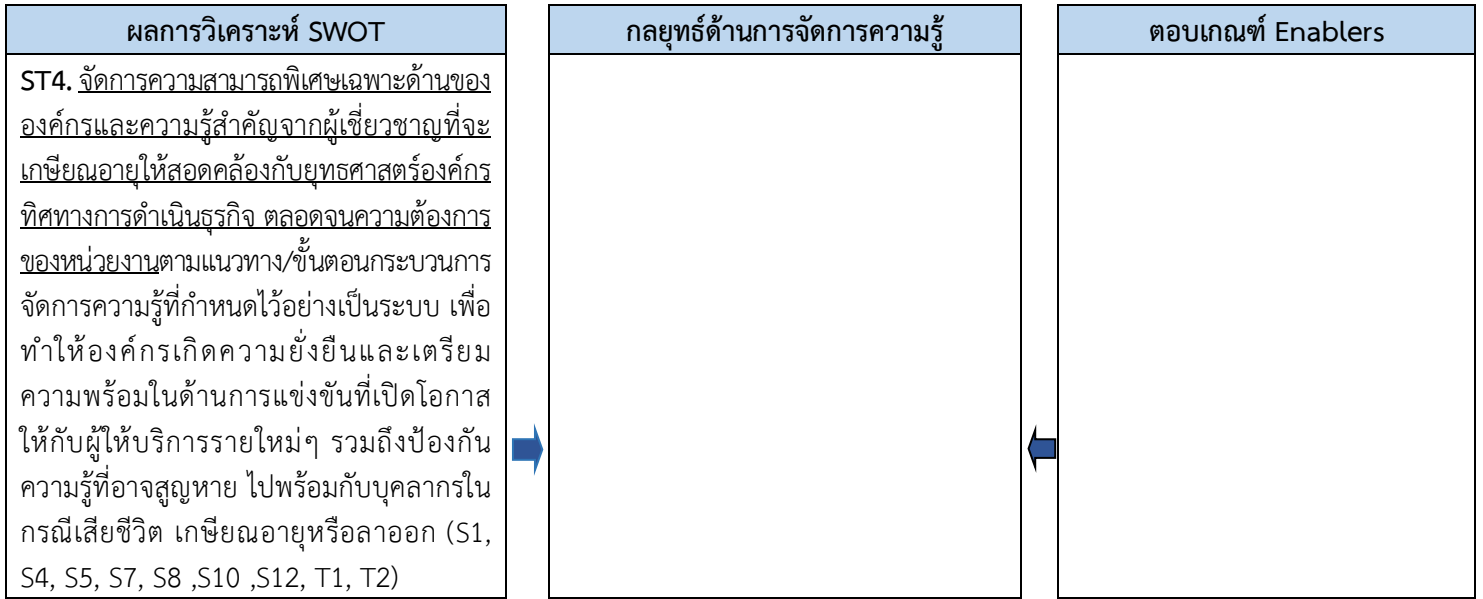 ผลการวิเคราะห์ SWOT
ST4. จัดการความสามารถพิเศษเฉพาะด้านของ
องค์กรและความรู้สำคัญจากผู้เชี่ยวชาญที่จะ
เกษียณอายุให้สอดคล้องกับยุทธศาสตร์องค์กร
ทิศทางการดำเนินธุรกิจ ตลอดจนความต้องการ
ของหน่วยงานตามแนวทาง/ขั้นตอนกระบวนการ
จัดการความรู้ที่กำหนดไว้อย่างเป็นระบบ เพื่อ
ทำให้องค์กรเกิดความยั่งยืนและเตรียม
ความพร้อมในด้านการแข่งขันที่เปิดโอกาส
ให้กับผู้ให้บริการรายใหม่ๆ รวมถึงป้องกัน
ความรู้ที่อาจสูญหาย ไปพร้อมกับบุคลากรใน
กรณีเสียชีวิต เกษียณอายุหรือลาออก (S1,
S4, S5, S7, S8 ,S10 ,S12, T1, T2)
กลยุทธ์ด้านการจัดการความรู้
ตอบเกณฑ์ Enablers